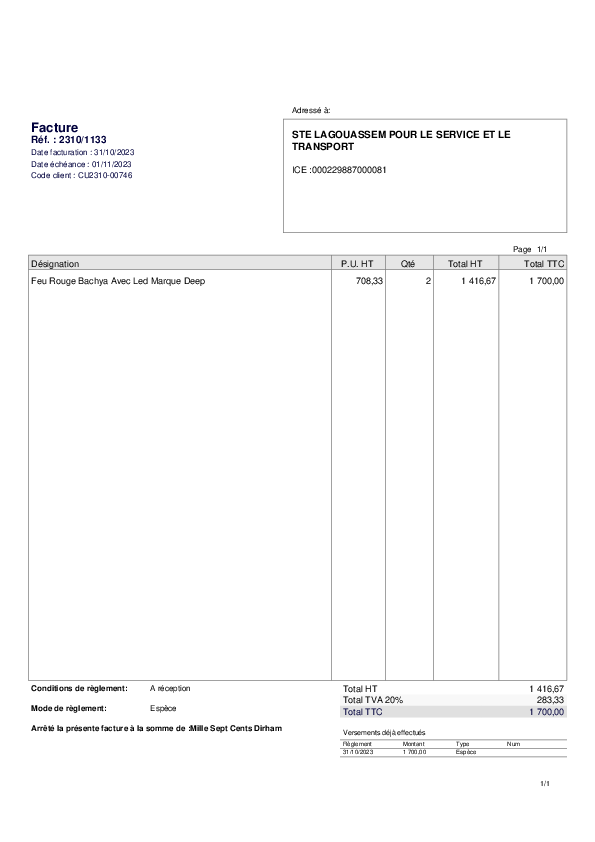 Adressé à:
Facture
Réf. : 2310/1133
Date facturation : 31/10/2023
Date échéance : 01/11/2023
Code client : CU2310-00746
STE LAGOUASSEM POUR LE SERVICE ET LE
TRANSPORT
ICE :000229887000081
Page 1/1
Désignation P.U. HT Qté Total HT Total TTC
Feu Rouge Bachya Avec Led Marque Deep 708,33 2 1 416,67 1 700,00
Conditions de règlement: A réception
Mode de règlement: Espèce
Arrêté la présente facture à la somme de :Mille Sept Cents Dirham
Total HT 1 416,67
Total TVA 20% 283,33
Total TTC 1 700,00
Versements déjà effectués
Règlement Montant Type Num
31/10/2023 1 700,00 Espèce
1/1